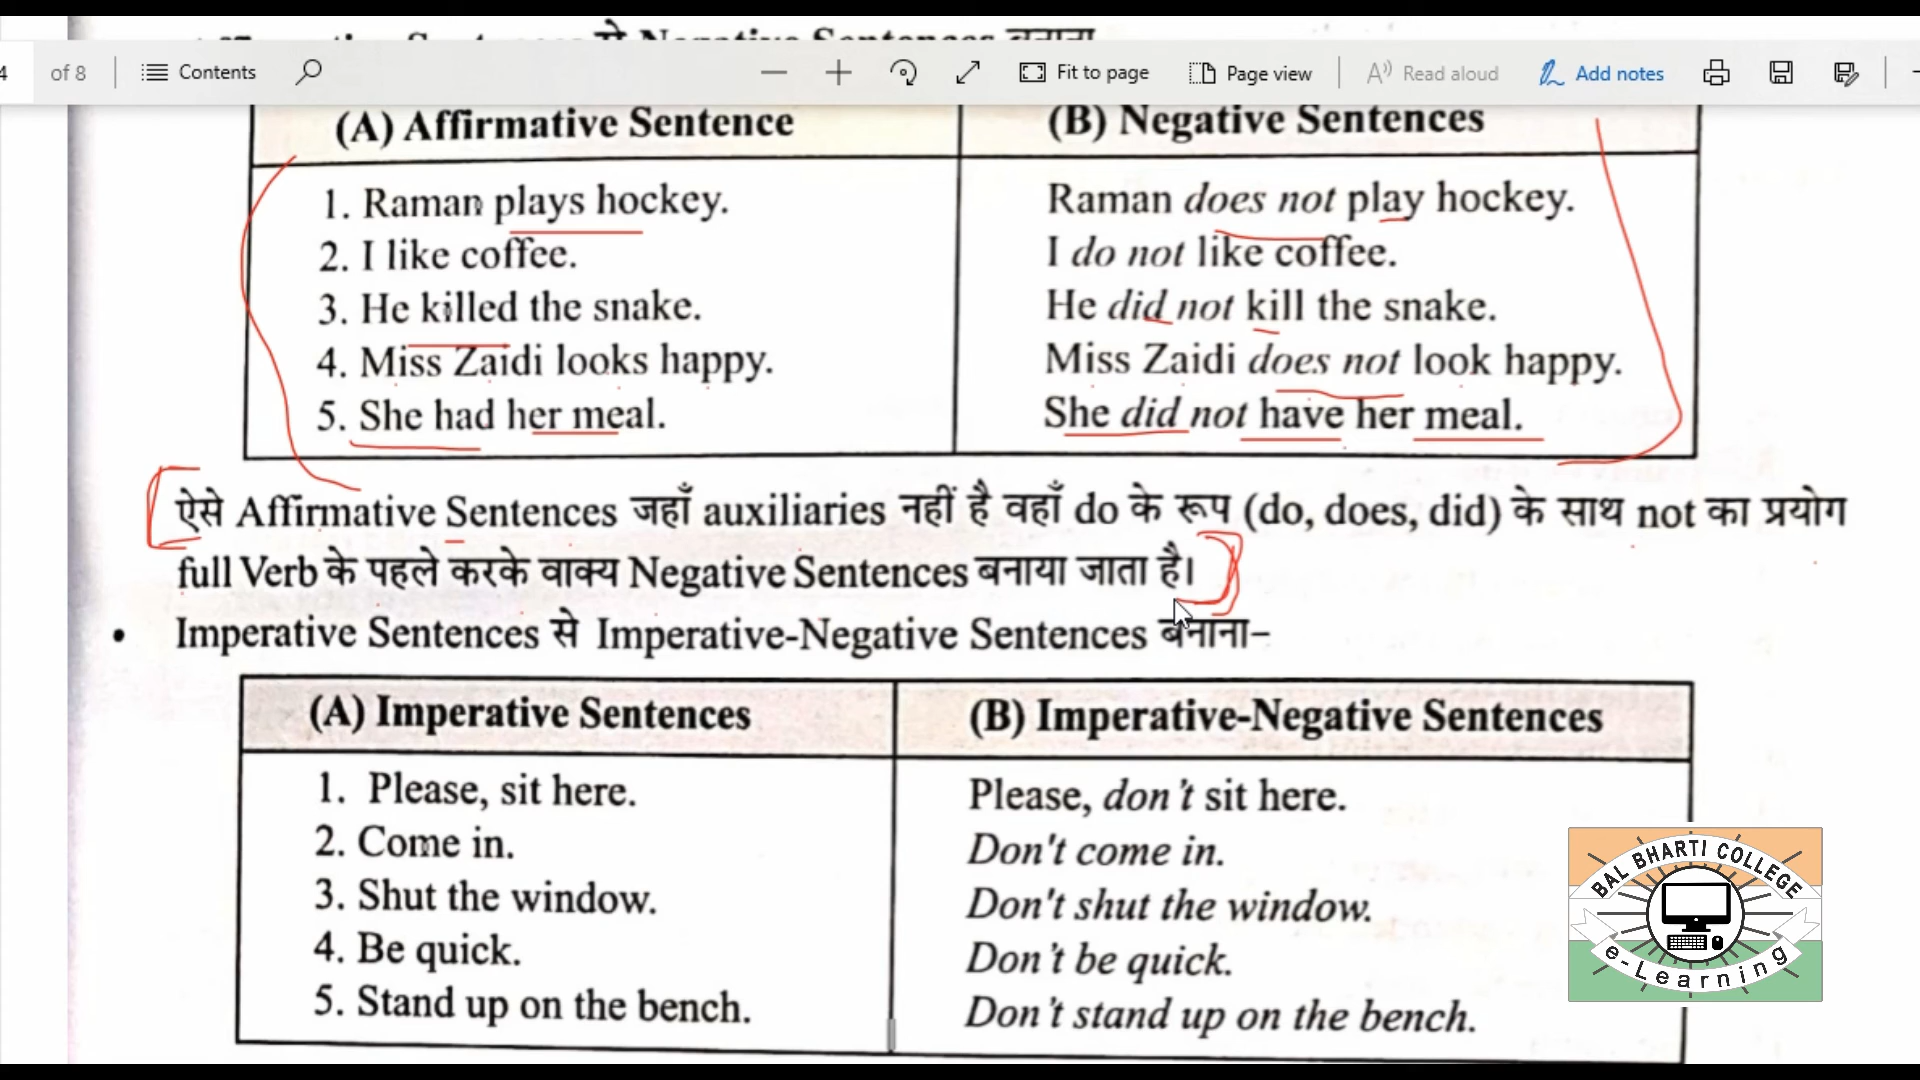 Sentences से Negative Sentences बनाना
4 of 8 Contents Fit to page Page view Read aloud Add notes
(A) Affirmative Sentence (B) Negative Sentences
1. Raman plays hockey. Raman does not play hockey.
2. I like coffee. I do not like coffee.
3. He killed the snake. He did not kill the snake.
4. Miss Zaidi looks happy. Miss Zaidi does not look happy.
5. She had her meal. She did not have her meal.
ऐसे Affirmative Sentences जहाँ auxiliaries नहीं है वहाँ do के रूप (do, does, did) के साथ not का प्रयोग
full Verb के पहले करके वाक्य Negative Sentences बनाया जाता है।
• Imperative Sentences से Imperative-Negative Sentences बनाना–
(A) Imperative Sentences (B) Imperative-Negative Sentences
1. Please, sit here. Please, don't sit here.
2. Come in. Don't come in.
3. Shut the window. Don't shut the window.
4. Be quick. Don't be quick.
5. Stand up on the bench. Don't stand up on the bench.
BAL BHARTI COLLEGE
e-Learning